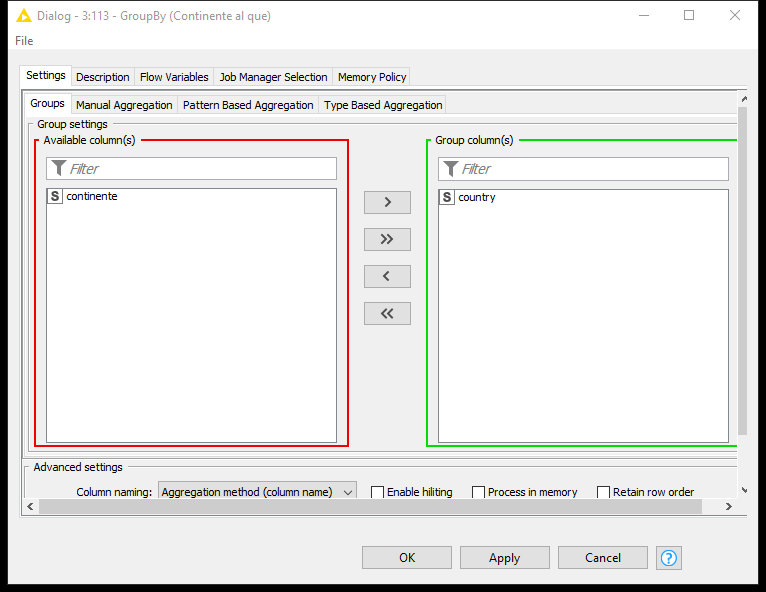 Dialog - 3:113 - GroupBy (Continente al que)
File
Settings Description Flow Variables Job Manager Selection Memory Policy
Groups Manual Aggregation Pattern Based Aggregation Type Based Aggregation
Group settings
Available column(s)
Filter
S continente
>
>>
<
<<
Group column(s)
Filter
S country
Advanced settings
Column naming: Aggregation method (column name) Enable hiliting Process in memory Retain row order
OK Apply Cancel ?